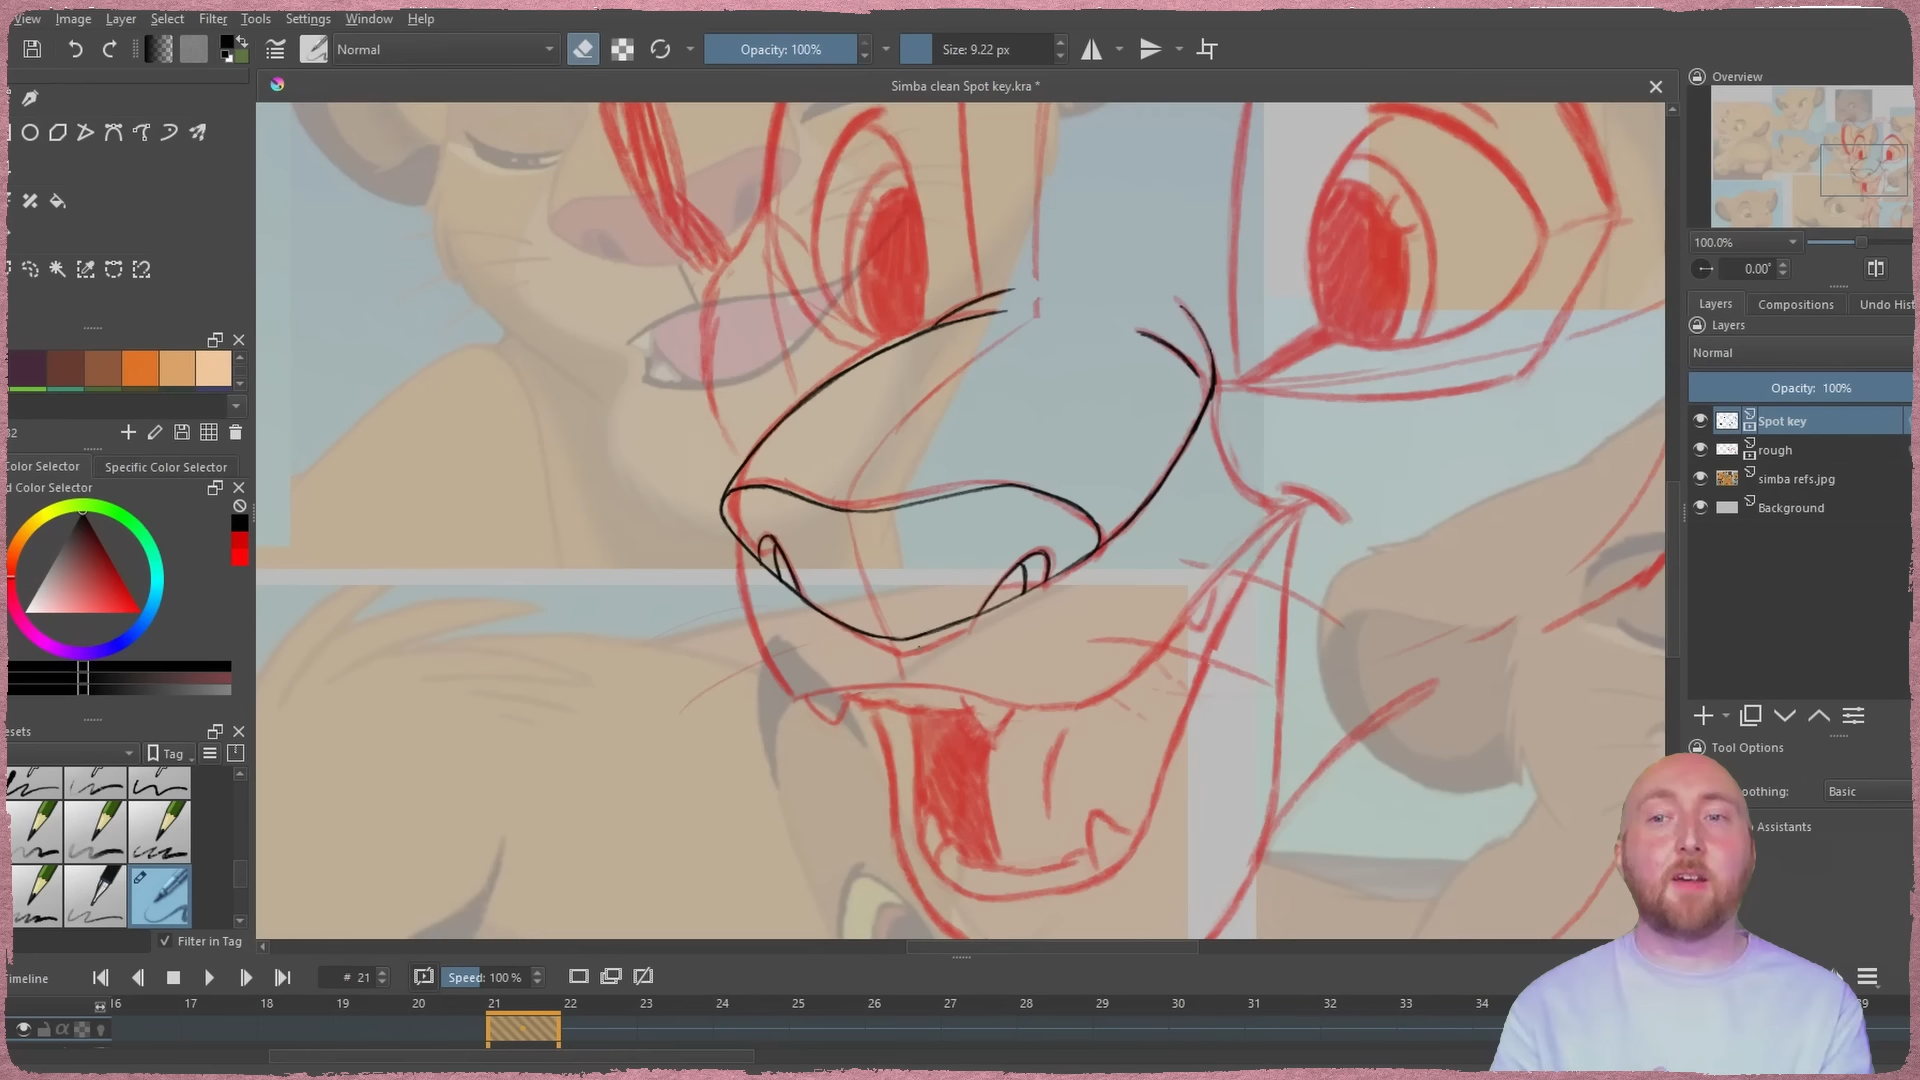 View Image Layer Select Filter Tools Settings Window Help
Normal
Opacity: 100%
Size: 9.22 px
Simba clean Spot key.kra *
Overview
100.0%
0.00°
Layers Compositions Undo Hist
Layers
Normal
Opacity: 100%
Spot key
rough
simba refs.jpg
Background
Tool Options
oothing: Basic
Assistants
32
Color Selector Specific Color Selector
d Color Selector
esets
Tag
Filter in Tag
Timeline
# 21
Speed: 100 %
16 17 18 19 20 21 22 23 24 25 26 27 28 29 30 31 32 33 34 39